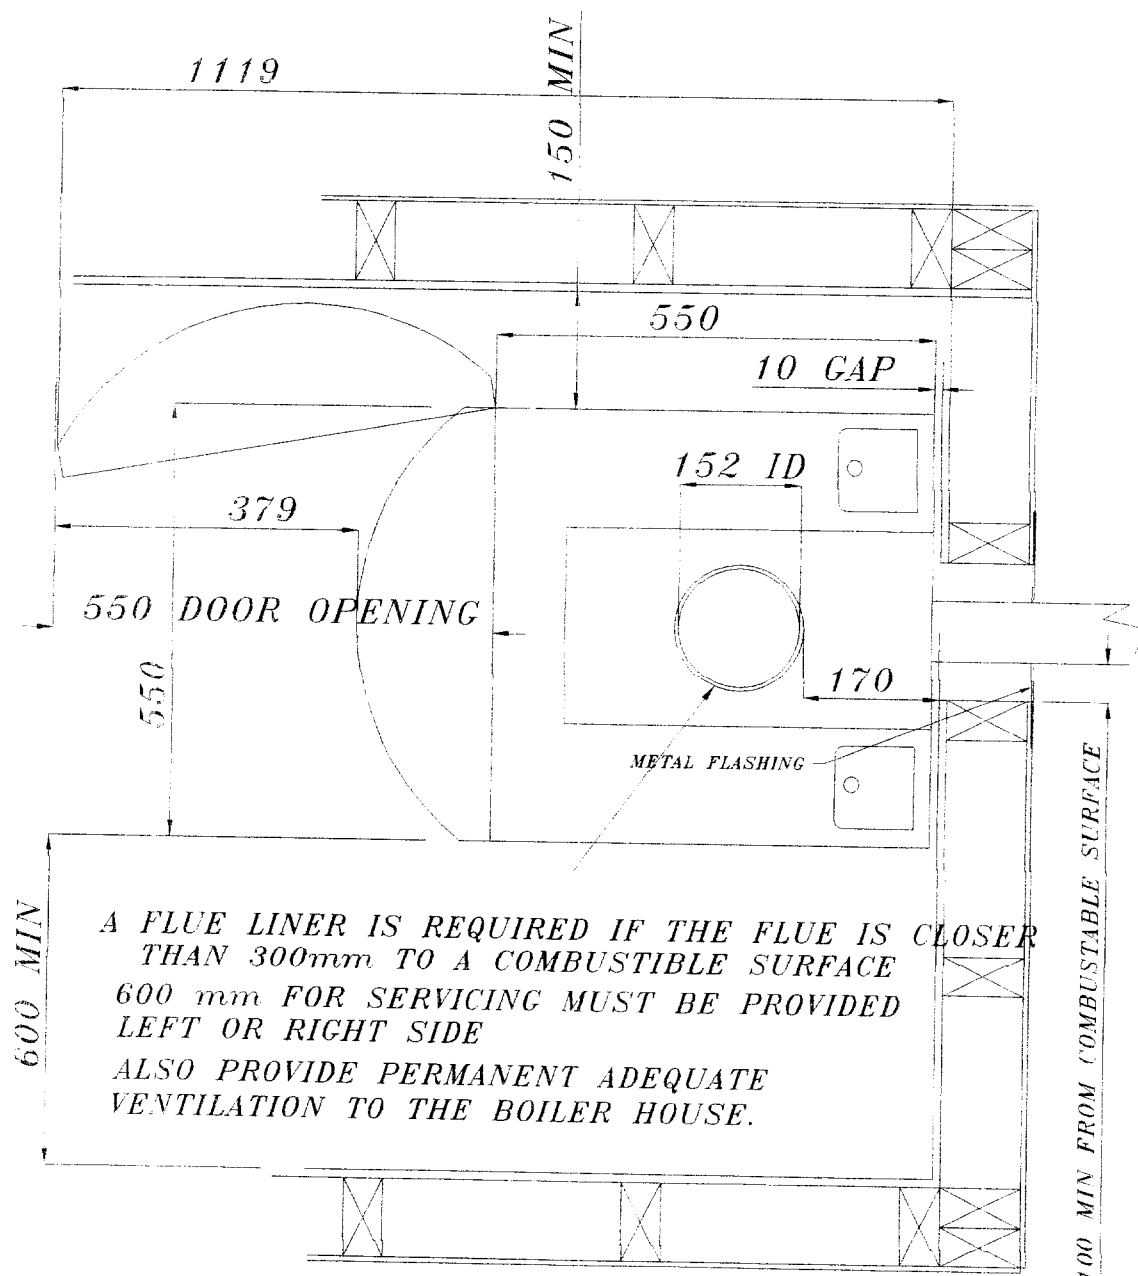 1119
150 MIN
550
10 GAP
152 ID
379
550 DOOR OPENING
550
170
METAL FLASHING
600 MIN
A FLUE LINER IS REQUIRED IF THE FLUE IS CLOSER
THAN 300mm TO A COMBUSTIBLE SURFACE
600 mm FOR SERVICING MUST BE PROVIDED
LEFT OR RIGHT SIDE
ALSO PROVIDE PERMANENT ADEQUATE
VENTILATION TO THE BOILER HOUSE.
100 MIN FROM COMBUSTABLE SURFACE